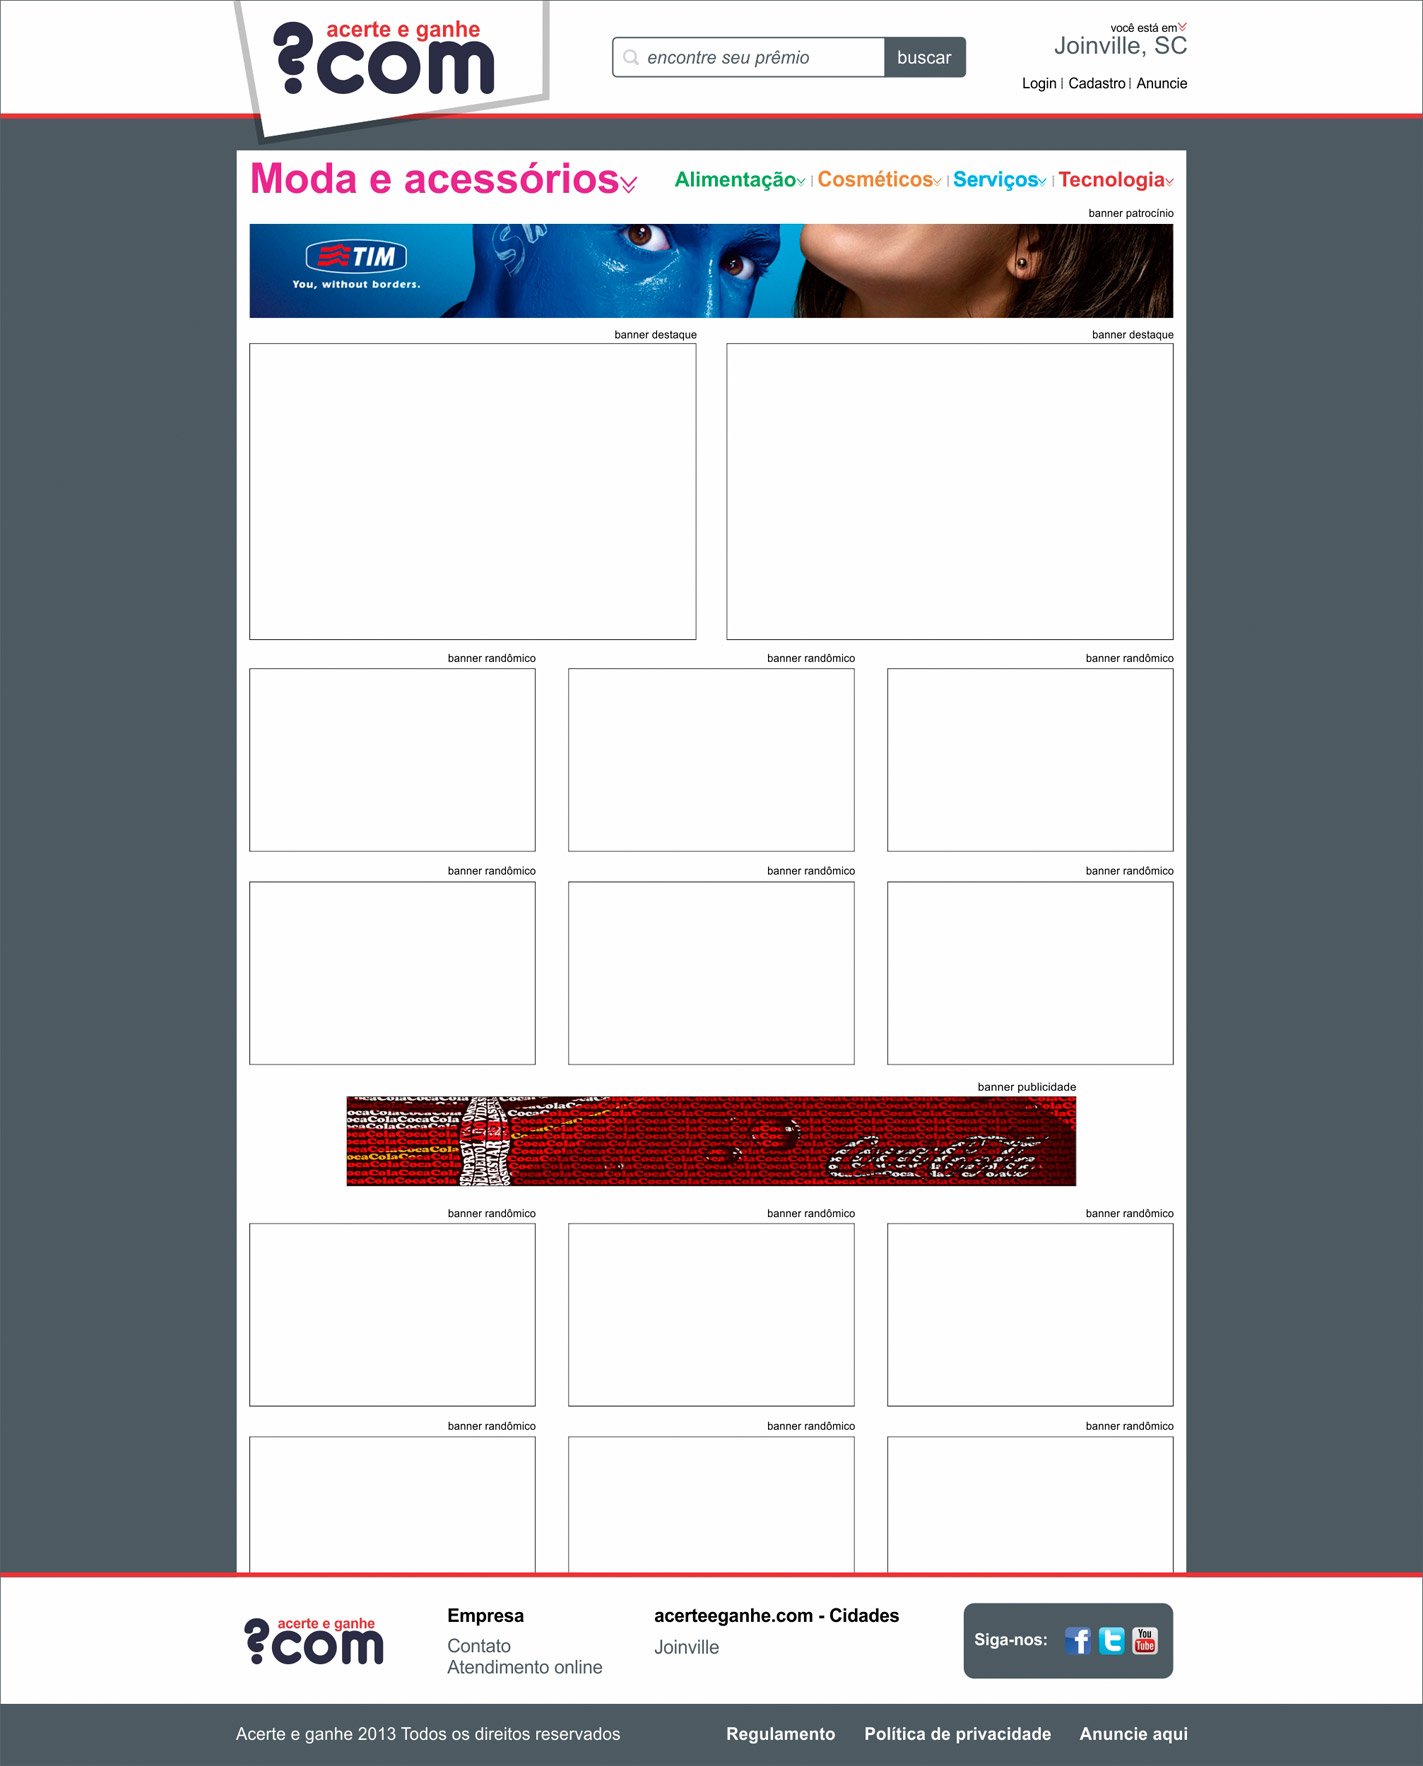 acerte e ganhe
?com
encontre seu prêmio
buscar
você está em
Joinville, SC
Login | Cadastro | Anuncie
Moda e acessórios
Alimentação | Cosméticos | Serviços | Tecnologia
banner patrocínio
TIM
You, without borders.
banner destaque
banner destaque
banner randômico
banner randômico
banner randômico
banner randômico
banner randômico
banner randômico
banner publicidade
Coca-Cola
banner randômico
banner randômico
banner randômico
banner randômico
banner randômico
banner randômico
acerte e ganhe
?com
Empresa
Contato
Atendimento online
acerteeganhe.com - Cidades
Joinville
Siga-nos:
f
t
You
Tube
Acerte e ganhe 2013 Todos os direitos reservados
Regulamento
Política de privacidade
Anuncie aqui